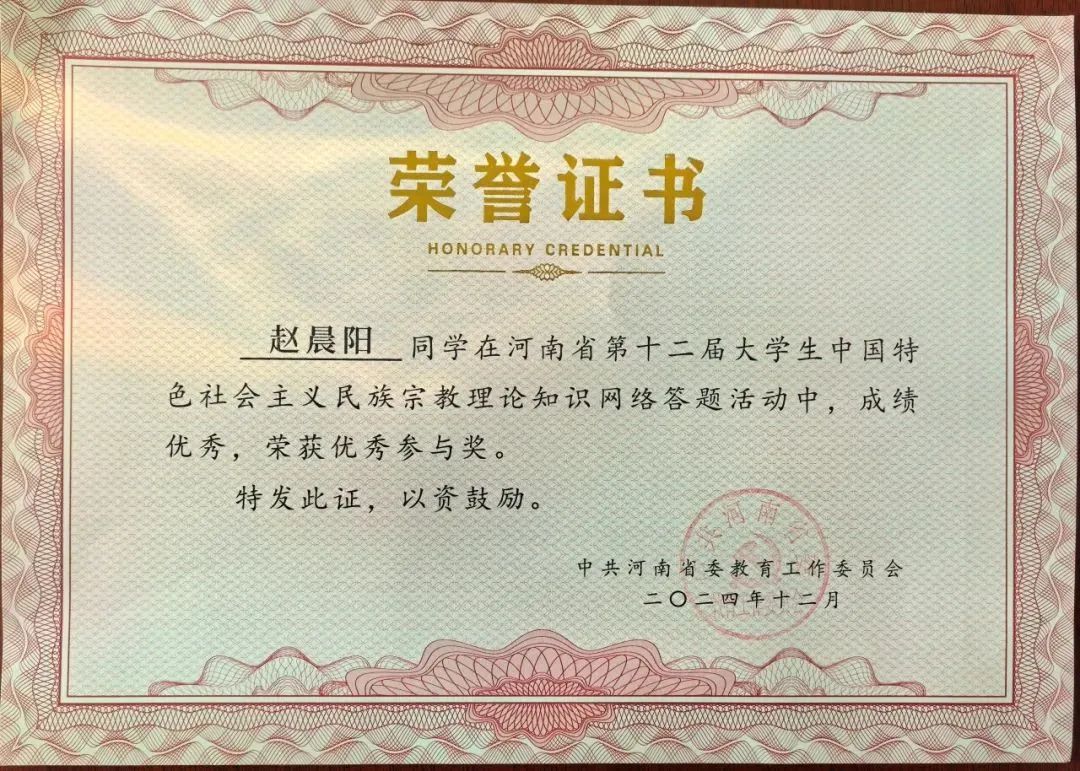 荣誉证书
HONORARY CREDENTIAL
赵晨阳 同学在河南省第十二届大学生中国特
色社会主义民族宗教理论知识网络答题活动中，成绩
优秀，荣获优秀参与奖。
特发此证，以资鼓励。
中共河南省委教育工作委员会
二〇二四年十二月
共河南省